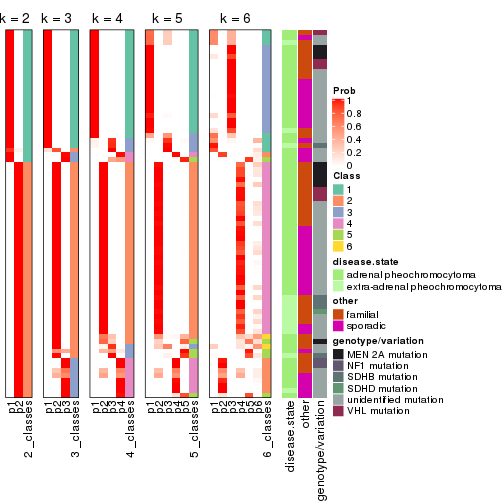 k = 2 k = 3 k = 4 k = 5 k = 6
Prob
1
0.8
0.6
0.4
0.2
0
Class
1
2
3
4
5
6
disease.state
adrenal pheochromocytoma
extra-adrenal pheochromocytoma
other
familial
sporadic
genotype/variation
MEN 2A mutation
NF1 mutation
SDHB mutation
SDHD mutation
unidentified mutation
VHL mutation
p1
p2
2_classes
p1
p2
p3
3_classes
p1
p2
p3
p4
4_classes
p1
p2
p3
p4
p5
5_classes
p1
p2
p3
p4
p5
p6
6_classes
disease.state
other
genotype/variation